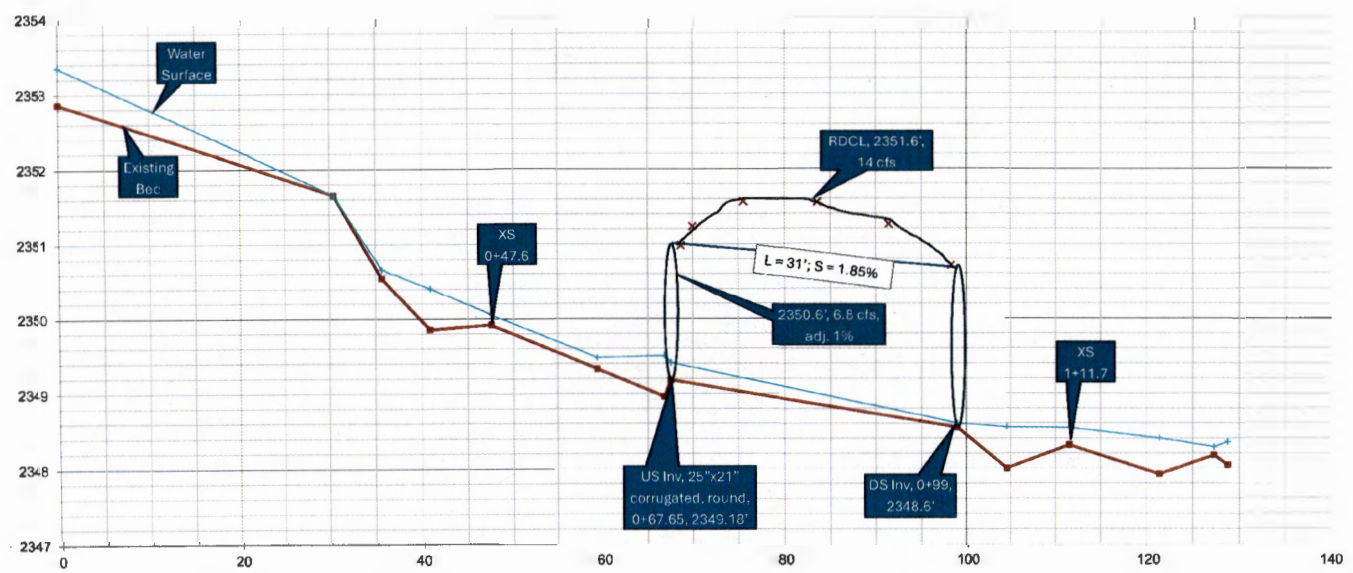 2354
2353
2352
2351
2350
2349
2348
2347
Water
Surface
Existing
Bec
XS
0+47.6
RDCL, 2351.6',
14 cfs
L = 31'; S = 1.85%
2350.6', 6.8 cfs,
adj. 1%
XS
1+11.7
US Inv, 25"x21"
corrugated, round,
0+67.65, 2349.18'
DS Inv, 0+99,
2348.6'
0
20
40
60
80
100
120
140